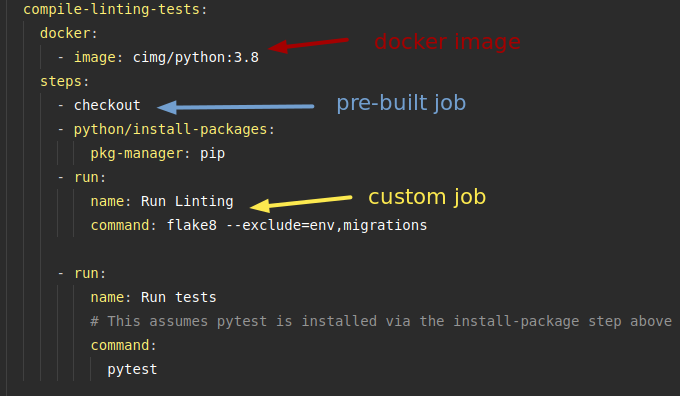 compile-linting-tests:
docker:
- image: cimg/python:3.8
docker image
steps:
- checkout
pre-built job
- python/install-packages:
pkg-manager: pip
- run:
name: Run Linting
custom job
command: flake8 --exclude=env,migrations
- run:
name: Run tests
# This assumes pytest is installed via the install-package step above
command:
pytest